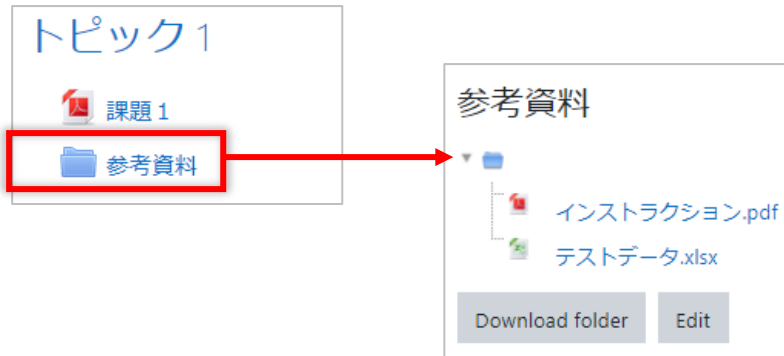 トピック 1
課題 1
参考資料
参考資料
インストラクション.pdf
テストデータ.xlsx
Download folder
Edit